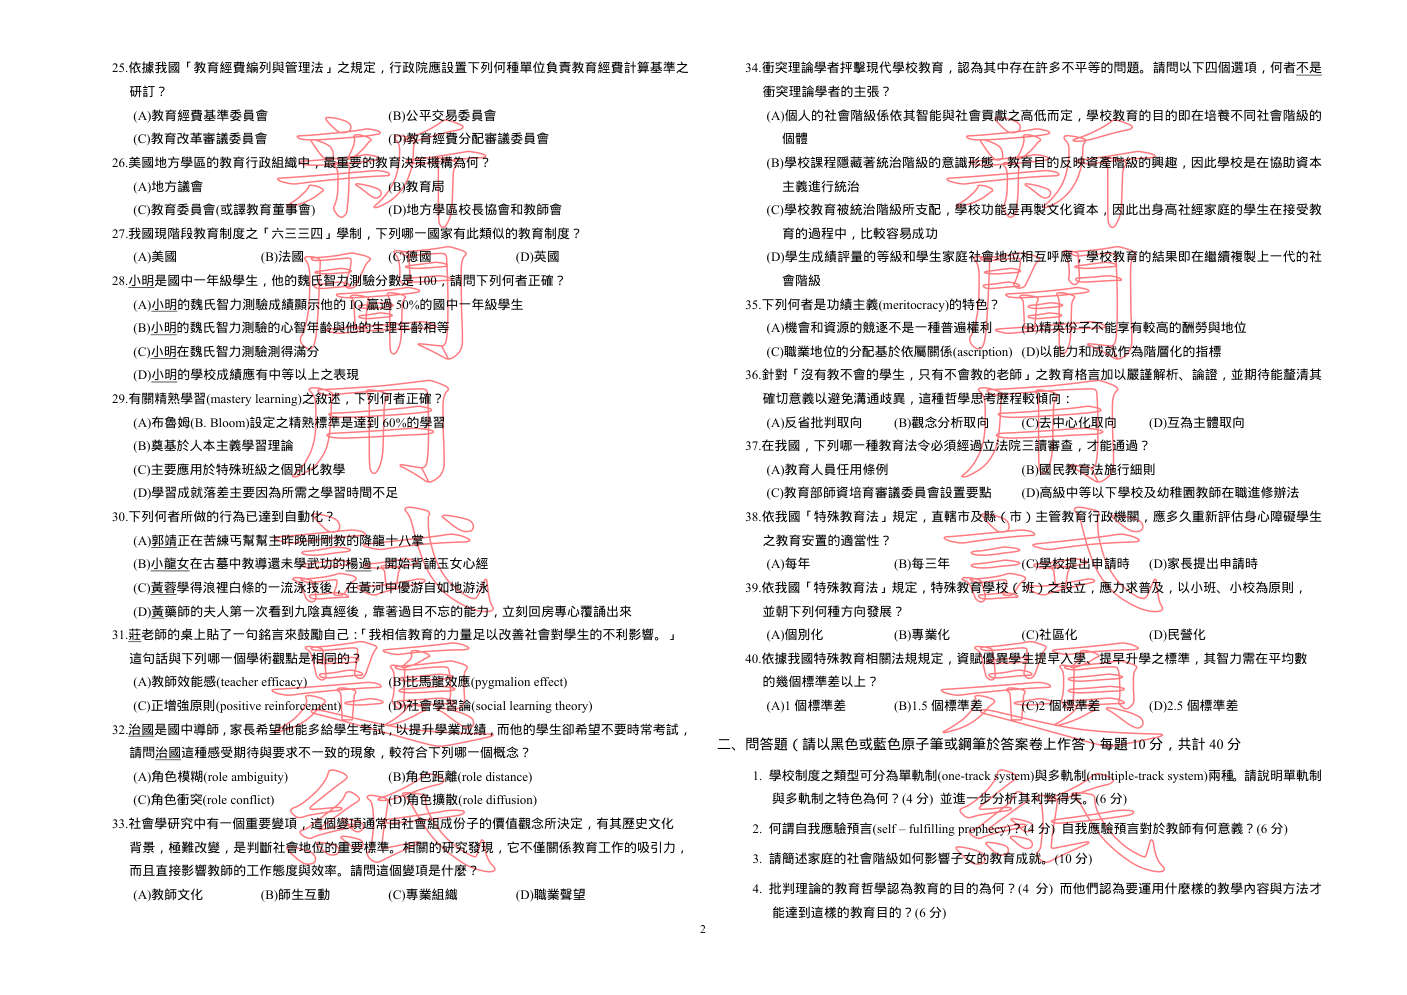 25.依據我國「教育經費編列與管理法」之規定，行政院應設置下列何種單位負責教育經費計算基準之
研訂？
(A)教育經費基準委員會 (B)公平交易委員會
(C)教育改革審議委員會 (D)教育經費分配審議委員會
26.美國地方學區的教育行政組織中，最重要的教育決策機構為何？
(A)地方議會 (B)教育局
(C)教育委員會(或譯教育董事會) (D)地方學區校長協會和教師會
27.我國現階段教育制度之「六三三四」學制，下列哪一國家有此類似的教育制度？
(A)美國 (B)法國 (C)德國 (D)英國
28.小明是國中一年級學生，他的魏氏智力測驗分數是 100，請問下列何者正確？
(A)小明的魏氏智力測驗成績顯示他的 IQ 贏過 50%的國中一年級學生
(B)小明的魏氏智力測驗的心智年齡與他的生理年齡相等
(C)小明在魏氏智力測驗測得滿分
(D)小明的學校成績應有中等以上之表現
29.有關精熟學習(mastery learning)之敘述，下列何者正確？
(A)布魯姆(B. Bloom)設定之精熟標準是達到 60%的學習
(B)奠基於人本主義學習理論
(C)主要應用於特殊班級之個別化教學
(D)學習成就落差主要因為所需之學習時間不足
30.下列何者所做的行為已達到自動化？
(A)郭靖正在苦練丐幫幫主昨晚剛剛教的降龍十八掌
(B)小龍女在古墓中教導還未學武功的楊過，開始背誦玉女心經
(C)黃蓉學得浪裡白條的一流泳技後，在黃河中優游自如地游泳
(D)黃藥師的夫人第一次看到九陰真經後，靠著過目不忘的能力，立刻回房專心覆誦出來
31.莊老師的桌上貼了一句銘言來鼓勵自己：「我相信教育的力量足以改善社會對學生的不利影響。」
這句話與下列哪一個學術觀點是相同的？
(A)教師效能感(teacher efficacy) (B)比馬龍效應(pygmalion effect)
(C)正增強原則(positive reinforcement) (D)社會學習論(social learning theory)
32.治國是國中導師，家長希望他能多給學生考試，以提升學業成績，而他的學生卻希望不要時常考試，
請問治國這種感受期待與要求不一致的現象，較符合下列哪一個概念？
(A)角色模糊(role ambiguity) (B)角色距離(role distance)
(C)角色衝突(role conflict) (D)角色擴散(role diffusion)
33.社會學研究中有一個重要變項，這個變項通常由社會組成份子的價值觀念所決定，有其歷史文化
背景，極難改變，是判斷社會地位的重要標準。相關的研究發現，它不僅關係教育工作的吸引力，
而且直接影響教師的工作態度與效率。請問這個變項是什麼？
(A)教師文化 (B)師生互動 (C)專業組織 (D)職業聲望
34.衝突理論學者抨擊現代學校教育，認為其中存在許多不平等的問題。請問以下四個選項，何者不是
衝突理論學者的主張？
(A)個人的社會階級係依其智能與社會貢獻之高低而定，學校教育的目的即在培養不同社會階級的
個體
(B)學校課程隱藏著統治階級的意識形態，教育目的反映資產階級的興趣，因此學校是在協助資本
主義進行統治
(C)學校教育被統治階級所支配，學校功能是再製文化資本，因此出身高社經家庭的學生在接受教
育的過程中，比較容易成功
(D)學生成績評量的等級和學生家庭社會地位相互呼應，學校教育的結果即在繼續複製上一代的社
會階級
35.下列何者是功績主義(meritocracy)的特色？
(A)機會和資源的競逐不是一種普遍權利 (B)精英份子不能享有較高的酬勞與地位
(C)職業地位的分配基於依屬關係(ascription) (D)以能力和成就作為階層化的指標
36.針對「沒有教不會的學生，只有不會教的老師」之教育格言加以嚴謹解析、論證，並期待能釐清其
確切意義以避免溝通歧異，這種哲學思考歷程較傾向：
(A)反省批判取向 (B)觀念分析取向 (C)去中心化取向 (D)互為主體取向
37.在我國，下列哪一種教育法令必須經過立法院三讀審查，才能通過？
(A)教育人員任用條例 (B)國民教育法施行細則
(C)教育部師資培育審議委員會設置要點 (D)高級中等以下學校及幼稚園教師在職進修辦法
38.依我國「特殊教育法」規定，直轄市及縣（市）主管教育行政機關，應多久重新評估身心障礙學生
之教育安置的適當性？
(A)每年 (B)每三年 (C)學校提出申請時 (D)家長提出申請時
39.依我國「特殊教育法」規定，特殊教育學校（班）之設立，應力求普及，以小班、小校為原則，
並朝下列何種方向發展？
(A)個別化 (B)專業化 (C)社區化 (D)民營化
40.依據我國特殊教育相關法規規定，資賦優異學生提早入學、提早升學之標準，其智力需在平均數
的幾個標準差以上？
(A)1 個標準差 (B)1.5 個標準差 (C)2 個標準差 (D)2.5 個標準差
二、問答題（請以黑色或藍色原子筆或鋼筆於答案卷上作答）每題 10 分，共計 40 分
1. 學校制度之類型可分為單軌制(one-track system)與多軌制(multiple-track system)兩種。請說明單軌制
與多軌制之特色為何？(4 分) 並進一步分析其利弊得失。(6 分)
2. 何謂自我應驗預言(self – fulfilling prophecy)？(4 分) 自我應驗預言對於教師有何意義？(6 分)
3. 請簡述家庭的社會階級如何影響子女的教育成就。(10 分)
4. 批判理論的教育哲學認為教育的目的為何？(4 分) 而他們認為要運用什麼樣的教學內容與方法才
能達到這樣的教育目的？(6 分)
2
新聞用試題紙
新聞用試題紙